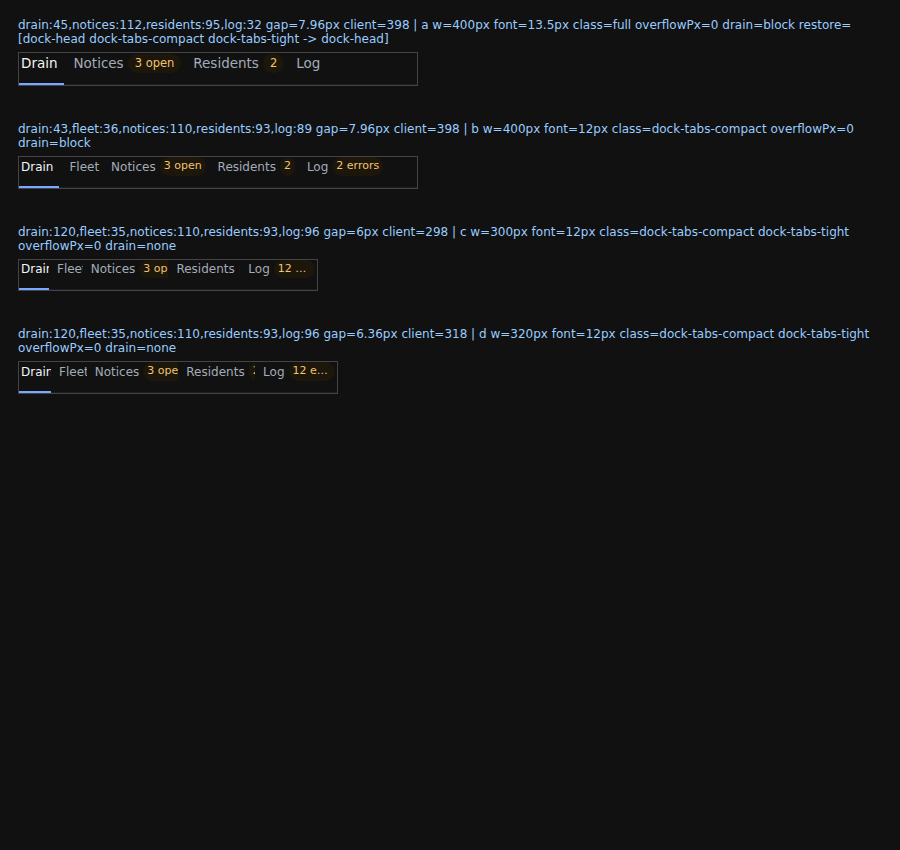 drain:45,notices:112,residents:95,log:32 gap=7.96px client=398 | a w=400px font=13.5px class=full overflowPx=0 drain=block restore=
[dock-head dock-tabs-compact dock-tabs-tight -> dock-head]
Drain Notices 3 open Residents 2 Log
drain:43,fleet:36,notices:110,residents:93,log:89 gap=7.96px client=398 | b w=400px font=12px class=dock-tabs-compact overflowPx=0
drain=block
Drain Fleet Notices 3 open Residents 2 Log 2 errors
drain:120,fleet:35,notices:110,residents:93,log:96 gap=6px client=298 | c w=300px font=12px class=dock-tabs-compact dock-tabs-tight
overflowPx=0 drain=none
Drain Flee Notices 3 op Residents Log 12 ...
drain:120,fleet:35,notices:110,residents:93,log:96 gap=6.36px client=318 | d w=320px font=12px class=dock-tabs-compact dock-tabs-tight
overflowPx=0 drain=none
Drain Fleet Notices 3 ope Residents Log 12 e...